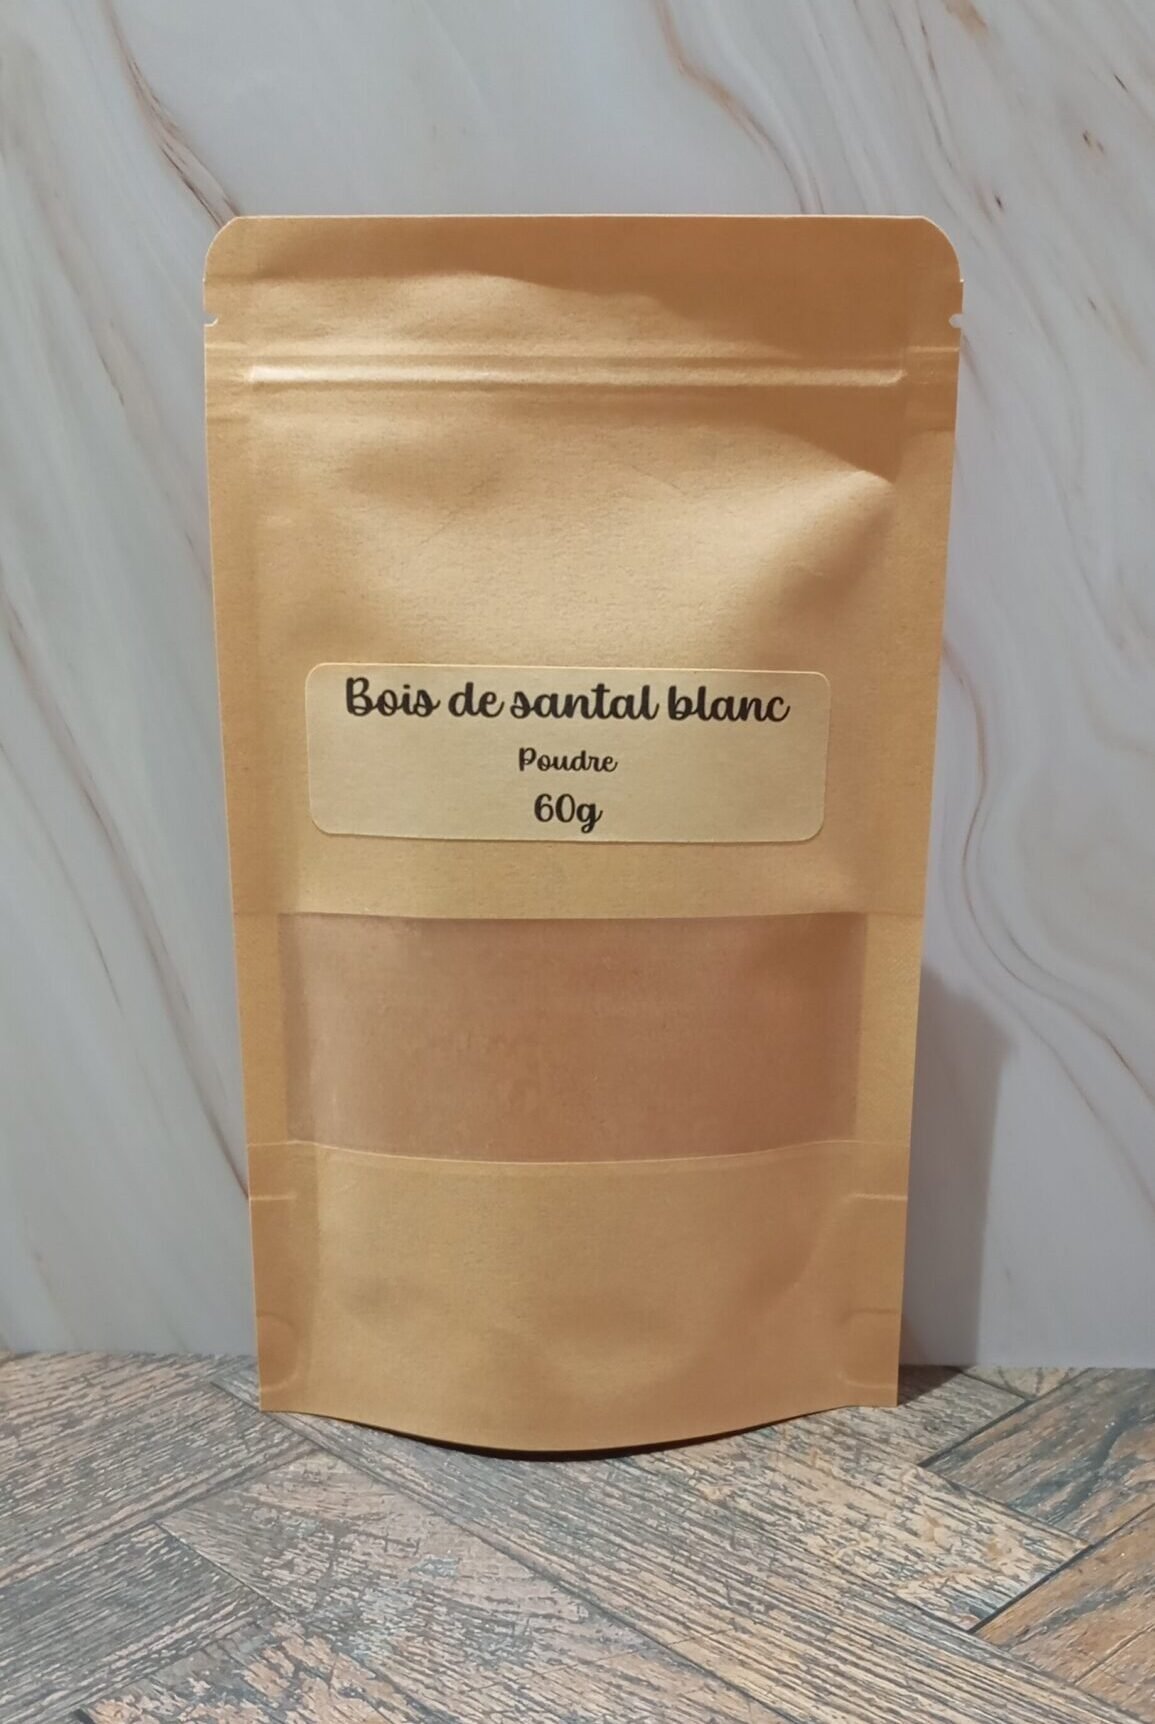 Bois de santal blanc
Poudre
60g